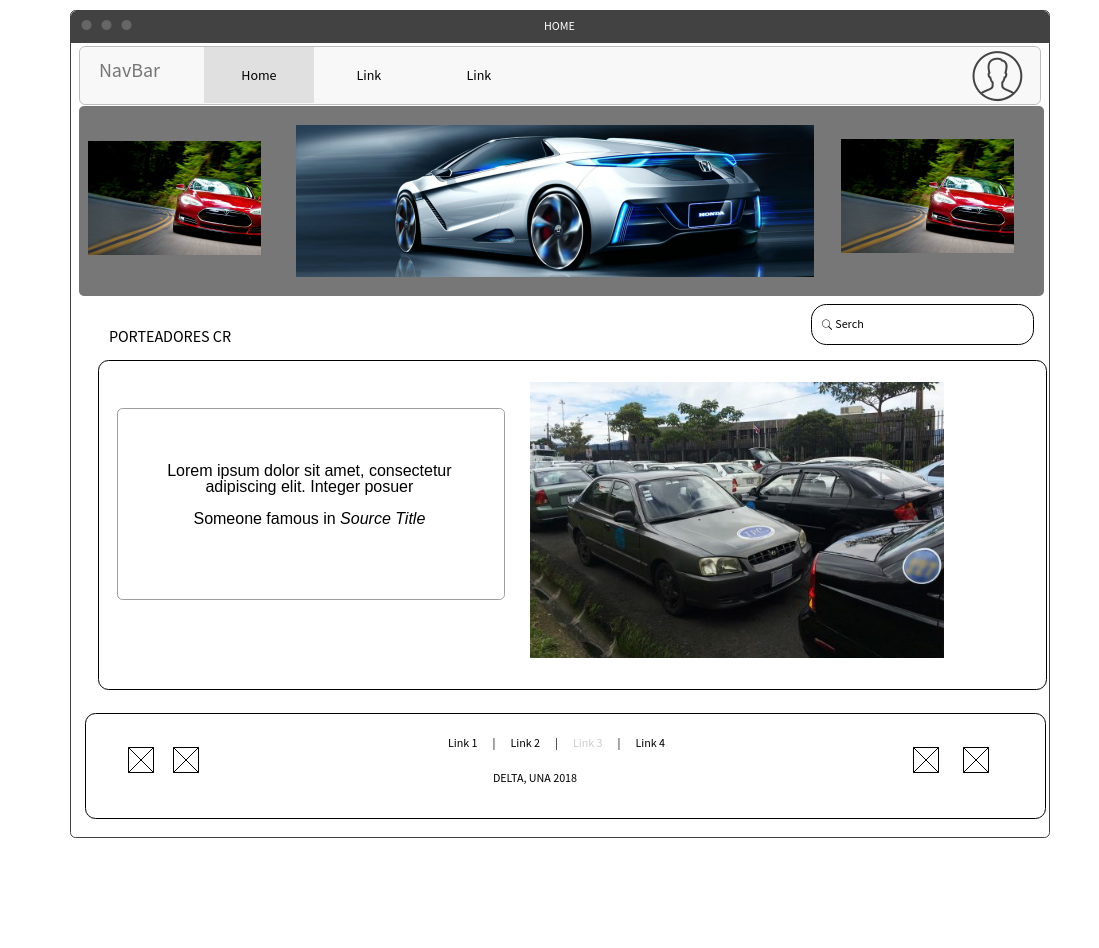 HOME
NavBar
Home
Link
Link
HONDA
PORTEADORES CR
Serch
Lorem ipsum dolor sit amet, consectetur
adipiscing elit. Integer posuer
Someone famous in Source Title
Link 1 | Link 2 | Link 3 | Link 4
DELTA, UNA 2018